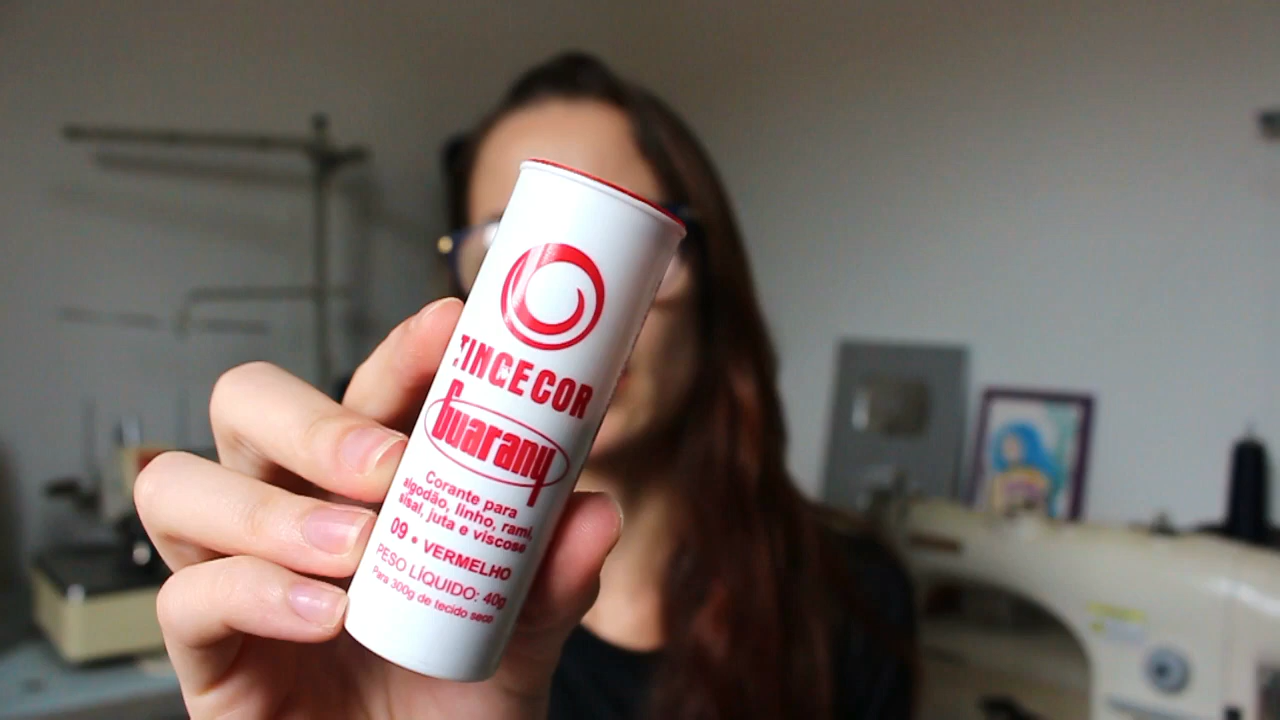 TINGECOR
Guarany
Corante para
algodão, linho, rami,
sisal, juta e viscose
09 • VERMELHO
PESO LÍQUIDO: 40g
Para 300g de tecido seco